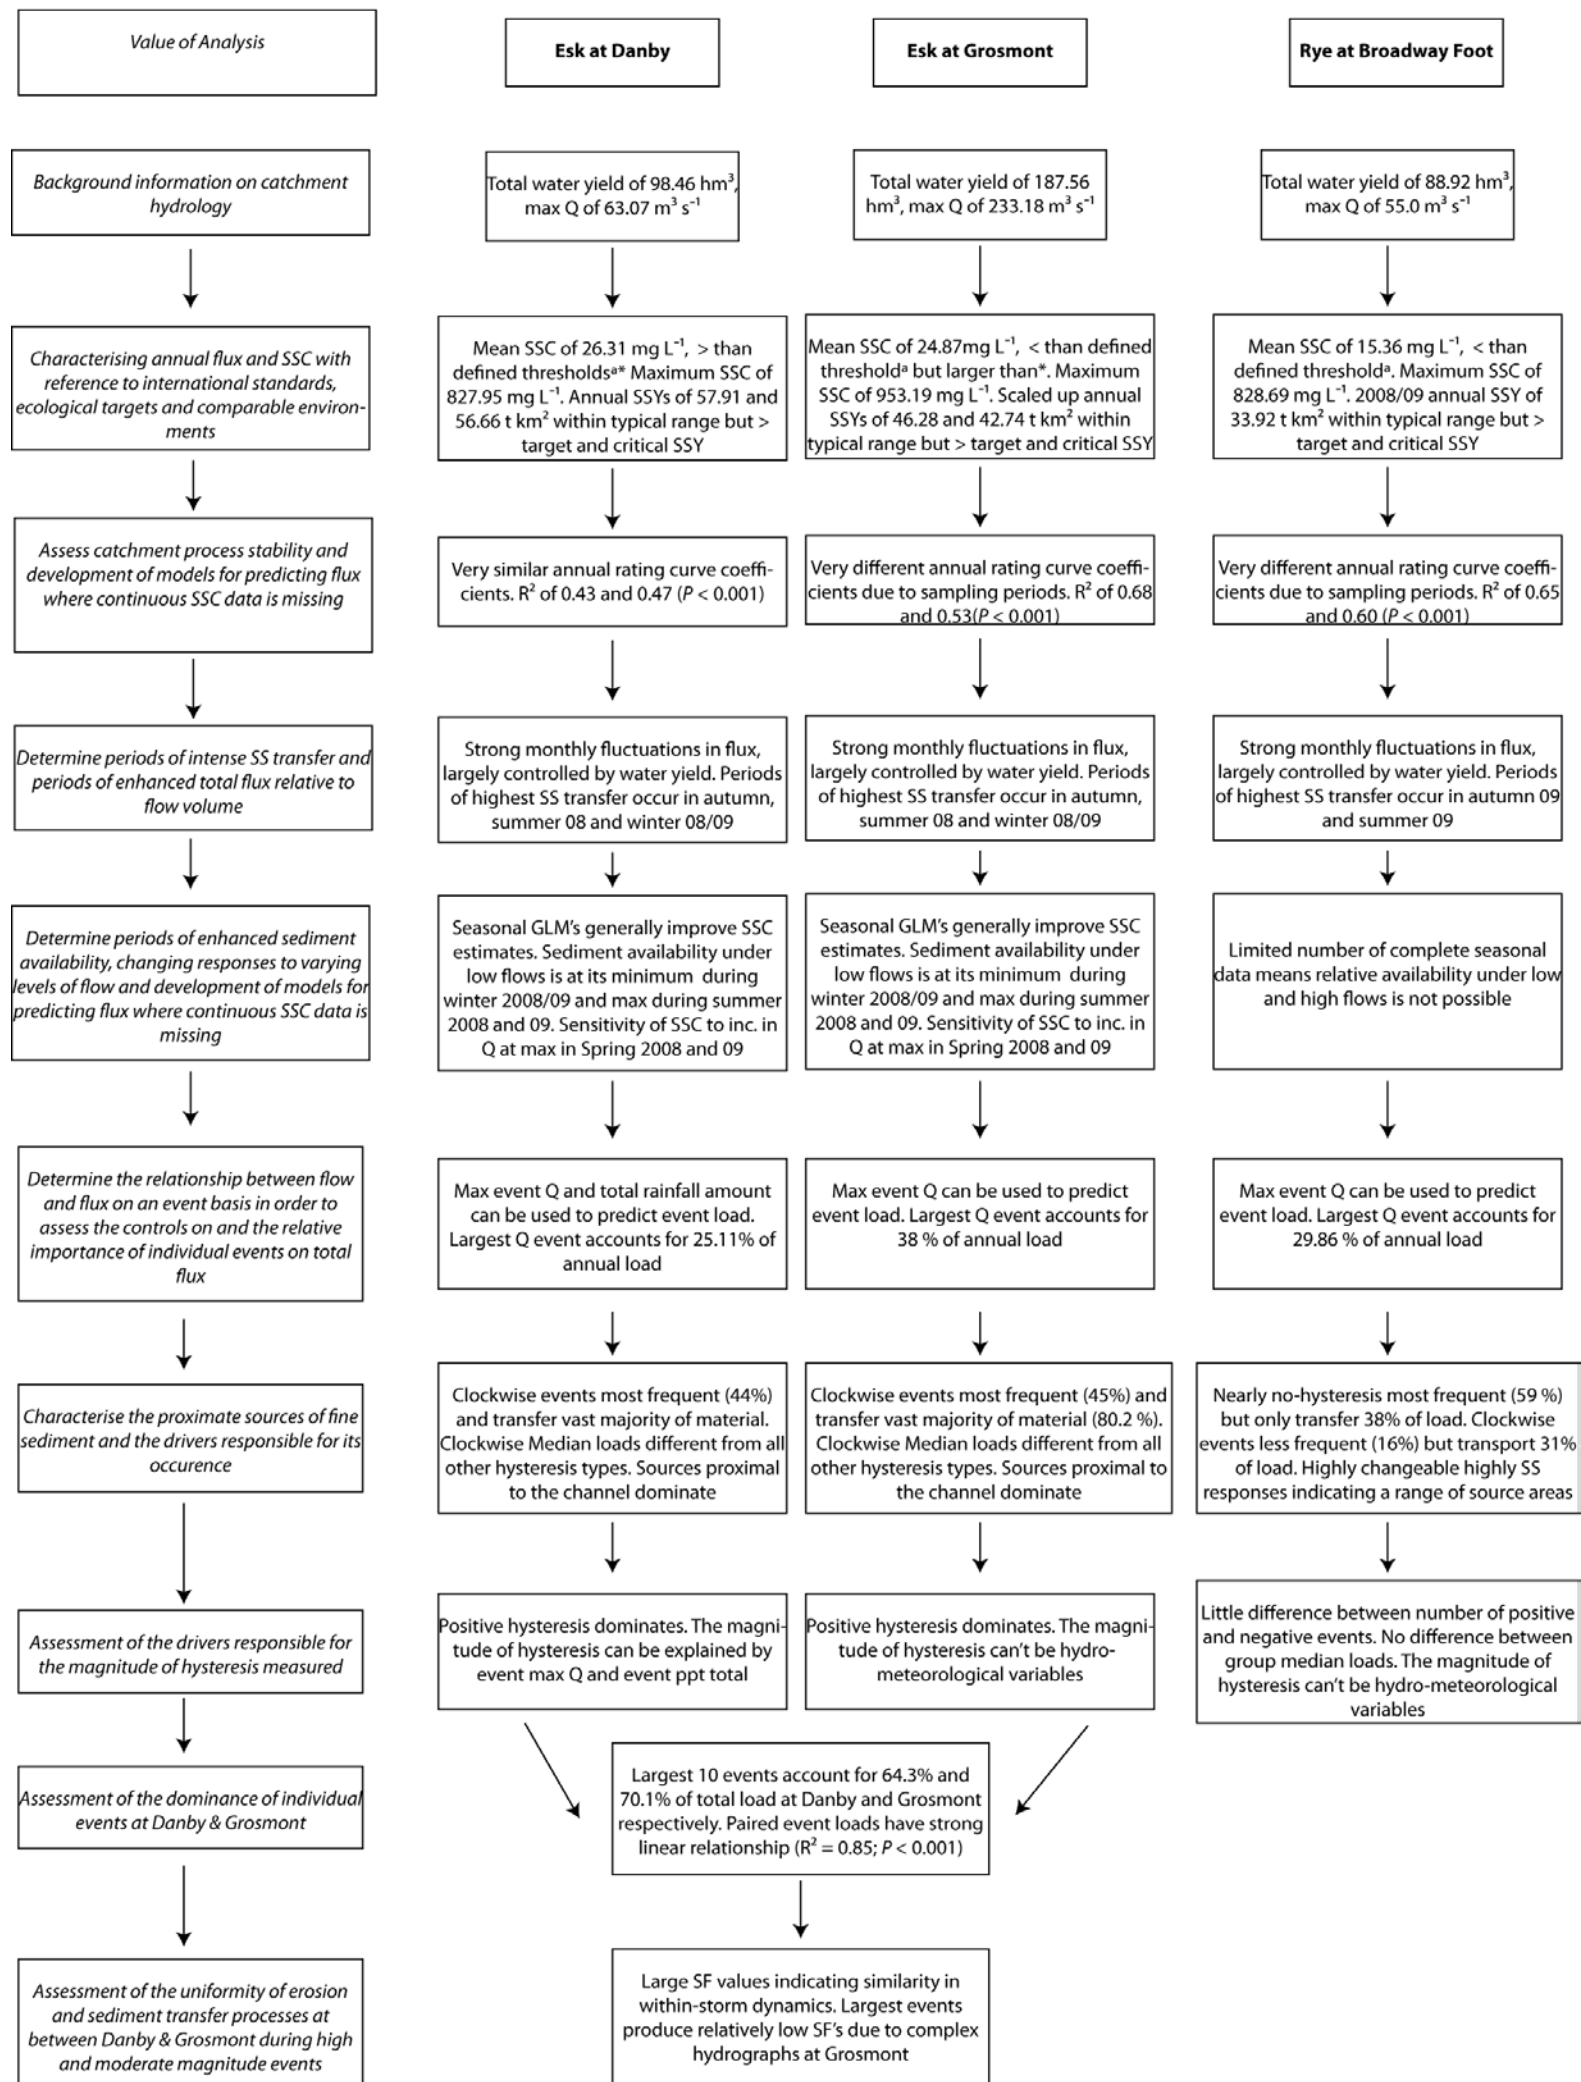 Value of Analysis
Esk at Danby
Esk at Grosmont
Rye at Broadway Foot
Background information on catchment
hydrology
Total water yield of 98.46 hm³,
max Q of 63.07 m³ s⁻¹
Total water yield of 187.56
hm³, max Q of 233.18 m³ s⁻¹
Total water yield of 88.92 hm³,
max Q of 55.0 m³ s⁻¹
Characterising annual flux and SSC with
reference to international standards,
ecological targets and comparable environ-
ments
Mean SSC of 26.31 mg L⁻¹, > than
defined thresholdsᵃ* Maximum SSC of
827.95 mg L⁻¹. Annual SSYs of 57.91 and
56.66 t km² within typical range but >
target and critical SSY
Mean SSC of 24.87mg L⁻¹, < than defined
thresholdᵃ but larger than*. Maximum
SSC of 953.19 mg L⁻¹. Scaled up annual
SSYs of 46.28 and 42.74 t km² within
typical range but > target and critical SSY
Mean SSC of 15.36 mg L⁻¹, < than
defined thresholdᵃ. Maximum SSC of
828.69 mg L⁻¹. 2008/09 annual SSY of
33.92 t km² within typical range but >
target and critical SSY
Assess catchment process stability and
development of models for predicting flux
where continuous SSC data is missing
Very similar annual rating curve coeffi-
cients. R² of 0.43 and 0.47 (P < 0.001)
Very different annual rating curve coeffi-
cients due to sampling periods. R² of 0.68
and 0.53(P < 0.001)
Very different annual rating curve coeffi-
cients due to sampling periods. R² of 0.65
and 0.60 (P < 0.001)
Determine periods of intense SS transfer and
periods of enhanced total flux relative to
flow volume
Strong monthly fluctuations in flux,
largely controlled by water yield. Periods
of highest SS transfer occur in autumn,
summer 08 and winter 08/09
Strong monthly fluctuations in flux,
largely controlled by water yield. Periods
of highest SS transfer occur in autumn,
summer 08 and winter 08/09
Strong monthly fluctuations in flux,
largely controlled by water yield. Periods
of highest SS transfer occur in autumn 09
and summer 09
Determine periods of enhanced sediment
availability, changing responses to varying
levels of flow and development of models for
predicting flux where continuous SSC data is
missing
Seasonal GLM's generally improve SSC
estimates. Sediment availability under
low flows is at its minimum during
winter 2008/09 and max during summer
2008 and 09. Sensitivity of SSC to inc. in
Q at max in Spring 2008 and 09
Seasonal GLM's generally improve SSC
estimates. Sediment availability under
low flows is at its minimum during
winter 2008/09 and max during summer
2008 and 09. Sensitivity of SSC to inc. in
Q at max in Spring 2008 and 09
Limited number of complete seasonal
data means relative availability under low
and high flows is not possible
Determine the relationship between flow
and flux on an event basis in order to
assess the controls on and the relative
importance of individual events on total
flux
Max event Q and total rainfall amount
can be used to predict event load.
Largest Q event accounts for 25.11% of
annual load
Max event Q can be used to predict
event load. Largest Q event accounts for
38 % of annual load
Max event Q can be used to predict
event load. Largest Q event accounts for
29.86 % of annual load
Characterise the proximate sources of fine
sediment and the drivers responsible for its
occurence
Clockwise events most frequent (44%)
and transfer vast majority of material.
Clockwise Median loads different from all
other hysteresis types. Sources proximal
to the channel dominate
Clockwise events most frequent (45%) and
transfer vast majority of material (80.2 %).
Clockwise Median loads different from all
other hysteresis types. Sources proximal to
the channel dominate
Nearly no-hysteresis most frequent (59 %)
but only transfer 38% of load. Clockwise
events less frequent (16%) but transport 31%
of load. Highly changeable highly SS
responses indicating a range of source areas
Assessment of the drivers responsible for
the magnitude of hysteresis measured
Positive hysteresis dominates. The magni-
tude of hysteresis can be explained by
event max Q and event ppt total
Positive hysteresis dominates. The magni-
tude of hysteresis can't be hydro-
meteorological variables
Little difference between number of positive
and negative events. No difference between
group median loads. The magnitude of
hysteresis can't be hydro-meteorological
variables
Assessment of the dominance of individual
events at Danby & Grosmont
Largest 10 events account for 64.3% and
70.1% of total load at Danby and Grosmont
respectively. Paired event loads have strong
linear relationship (R² = 0.85; P < 0.001)
Assessment of the uniformity of erosion
and sediment transfer processes at
between Danby & Grosmont during high
and moderate magnitude events
Large SF values indicating similarity in
within-storm dynamics. Largest events
produce relatively low SF's due to complex
hydrographs at Grosmont